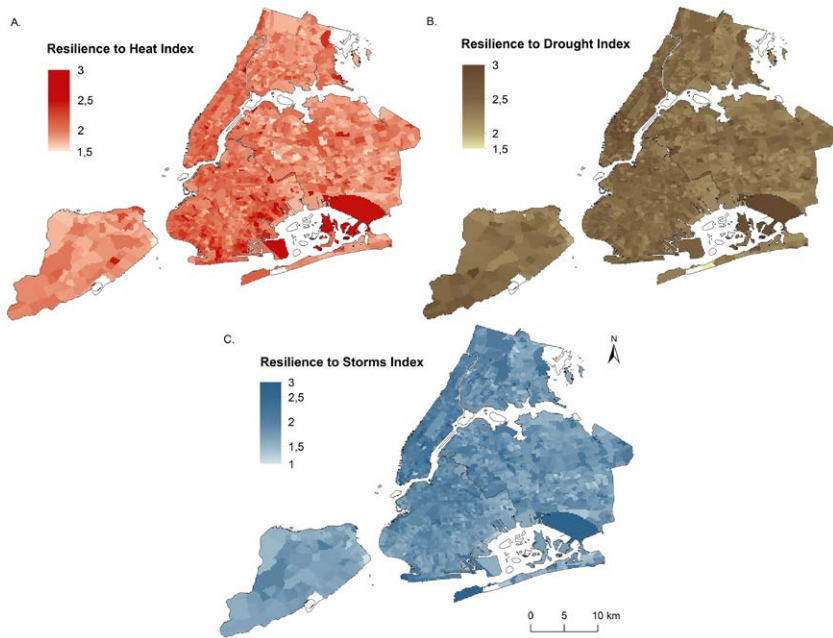 A.
Resilience to Heat Index
3
2,5
2
1,5
B.
Resilience to Drought Index
3
2,5
2
1,5
C.
Resilience to Storms Index
3
2,5
2
1,5
1
N
0 5 10 km